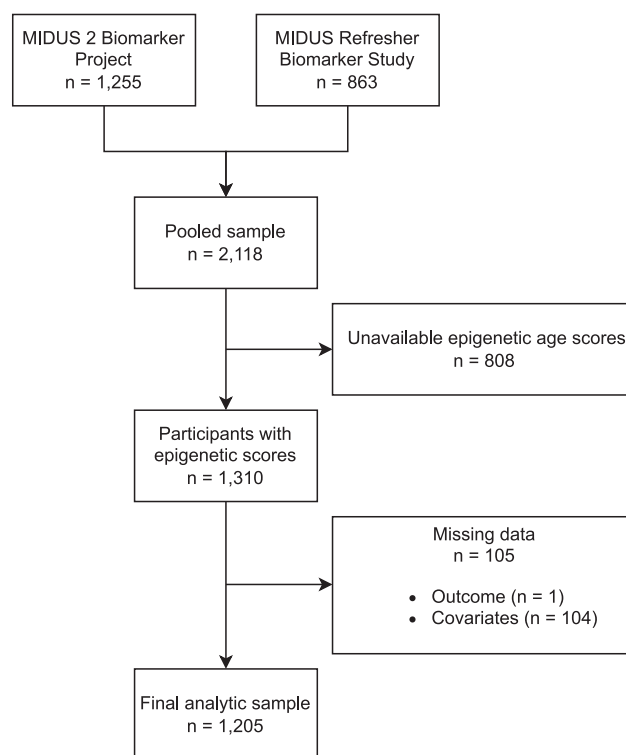 MIDUS 2 Biomarker
Project
n = 1,255
MIDUS Refresher
Biomarker Study
n = 863
Pooled sample
n = 2,118
Unavailable epigenetic age scores
n = 808
Participants with
epigenetic scores
n = 1,310
Missing data
n = 105
• Outcome (n = 1)
• Covariates (n = 104)
Final analytic sample
n = 1,205